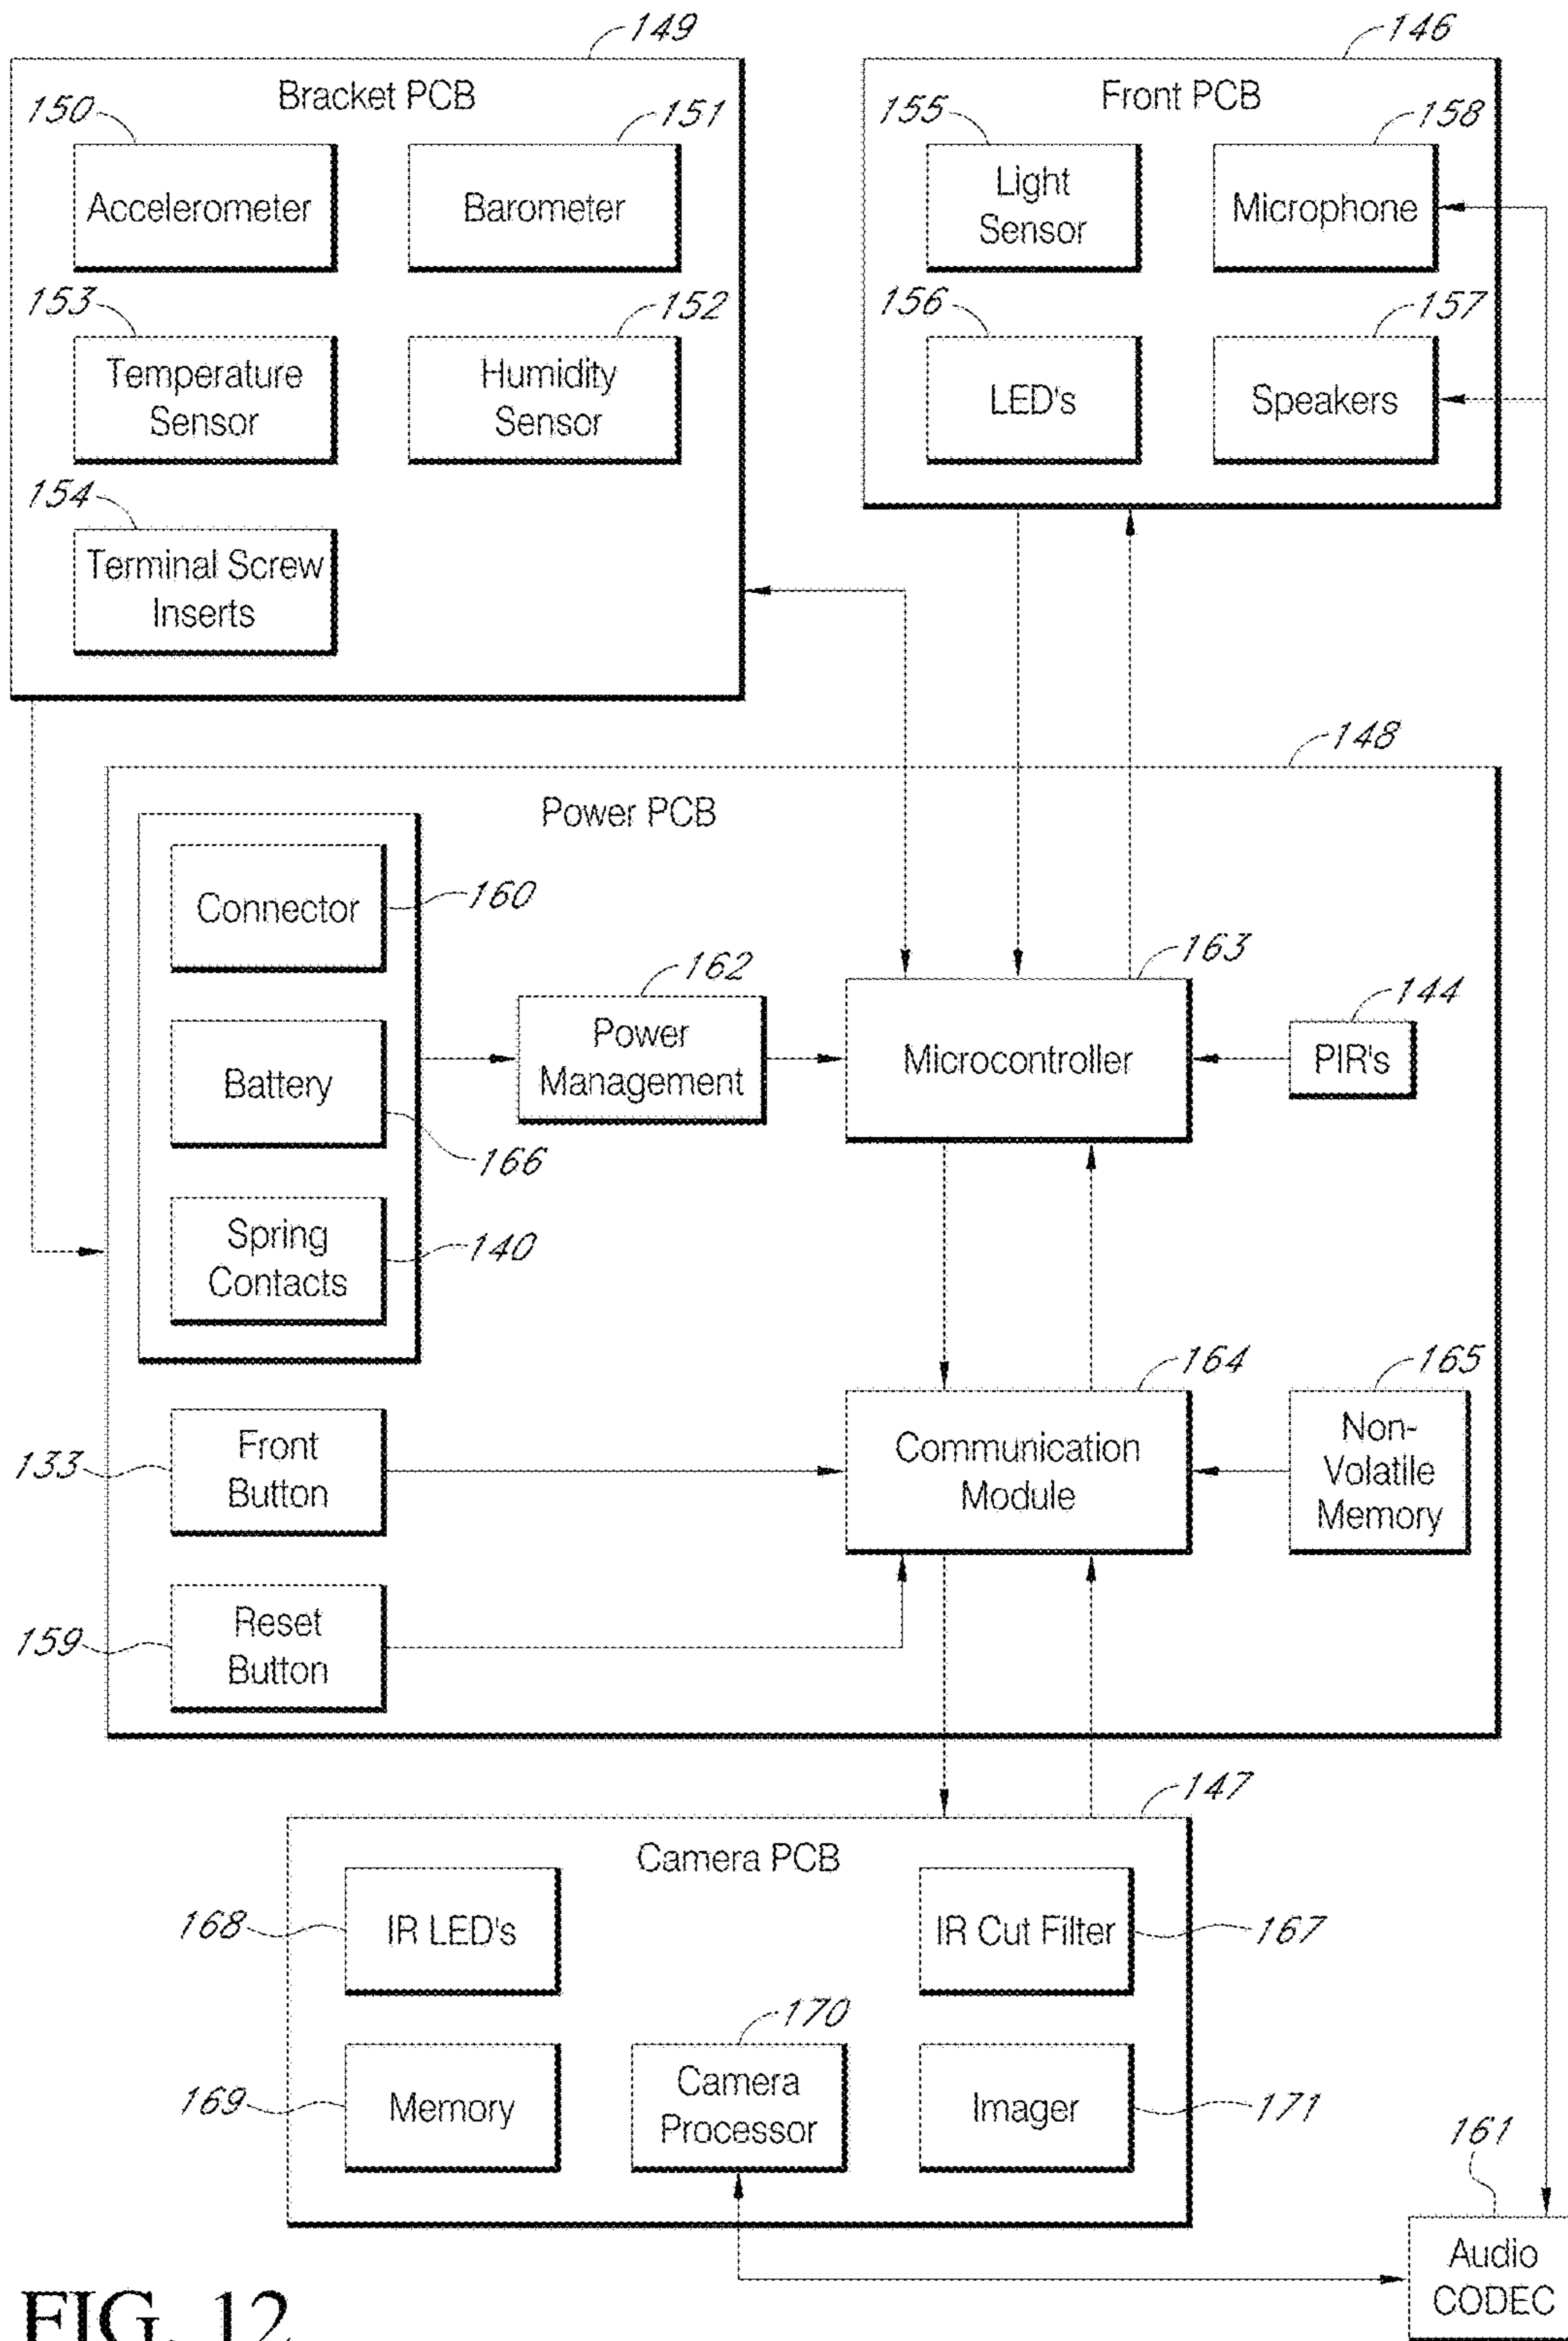 149
146
Bracket PCB
Front PCB
150
151
155
158
Accelerometer
Barometer
Light
Sensor
Microphone
153
152
156
157
Temperature
Sensor
Humidity
Sensor
LED's
Speakers
154
Terminal Screw
Inserts
148
Power PCB
Connector
160
162
163
144
Power
Management
Microcontroller
PIR's
Battery
166
Spring
Contacts
140
164
165
133
Front
Button
Communication
Module
Non-
Volatile
Memory
159
Reset
Button
147
Camera PCB
168
IR LED's
IR Cut Filter
167
170
169
Memory
Camera
Processor
Imager
171
161
Audio
CODEC
FIG. 12